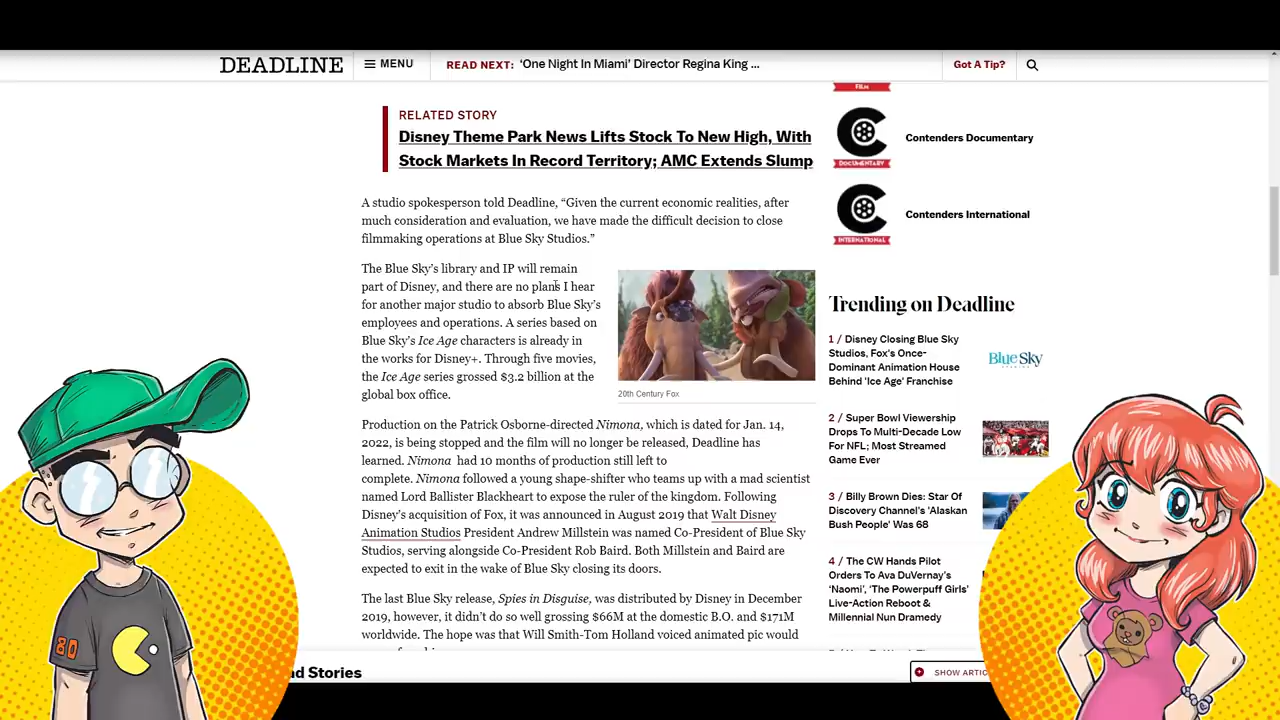 DEADLINE
MENU
READ NEXT: ‘One Night In Miami’ Director Regina King ...
Got A Tip?
RELATED STORY
Disney Theme Park News Lifts Stock To New High, With
Stock Markets In Record Territory; AMC Extends Slump
A studio spokesperson told Deadline, “Given the current economic realities, after
much consideration and evaluation, we have made the difficult decision to close
filmmaking operations at Blue Sky Studios.”
The Blue Sky’s library and IP will remain
part of Disney, and there are no plans I hear
for another major studio to absorb Blue Sky’s
employees and operations. A series based on
Blue Sky’s Ice Age characters is already in
the works for Disney+. Through five movies,
the Ice Age series grossed $3.2 billion at the
global box office.
20th Century Fox
Production on the Patrick Osborne-directed Nimona, which is dated for Jan. 14,
2022, is being stopped and the film will no longer be released, Deadline has
learned. Nimona had 10 months of production still left to
complete. Nimona followed a young shape-shifter who teams up with a mad scientist
named Lord Ballister Blackheart to expose the ruler of the kingdom. Following
Disney’s acquisition of Fox, it was announced in August 2019 that Walt Disney
Animation Studios President Andrew Millstein was named Co-President of Blue Sky
Studios, serving alongside Co-President Rob Baird. Both Millstein and Baird are
expected to exit in the wake of Blue Sky closing its doors.
The last Blue Sky release, Spies in Disguise, was distributed by Disney in December
2019, however, it didn’t do so well grossing $66M at the domestic B.O. and $171M
worldwide. The hope was that Will Smith-Tom Holland voiced animated pic would
FILM
DOCUMENTARY
Contenders Documentary
INTERNATIONAL
Contenders International
Trending on Deadline
1 / Disney Closing Blue Sky
Studios, Fox’s Once-
Dominant Animation House
Behind ‘Ice Age’ Franchise
Blue Sky
STUDIOS
2 / Super Bowl Viewership
Drops To Multi-Decade Low
For NFL; Most Streamed
Game Ever
3 / Billy Brown Dies: Star Of
Discovery Channel's 'Alaskan
Bush People' Was 68
4 / The CW Hands Pilot
Orders To Ava DuVernay’s
‘Naomi’, ‘The Powerpuff Girls’
Live-Action Reboot &
Millennial Nun Dramedy
Stories
SHOW
80